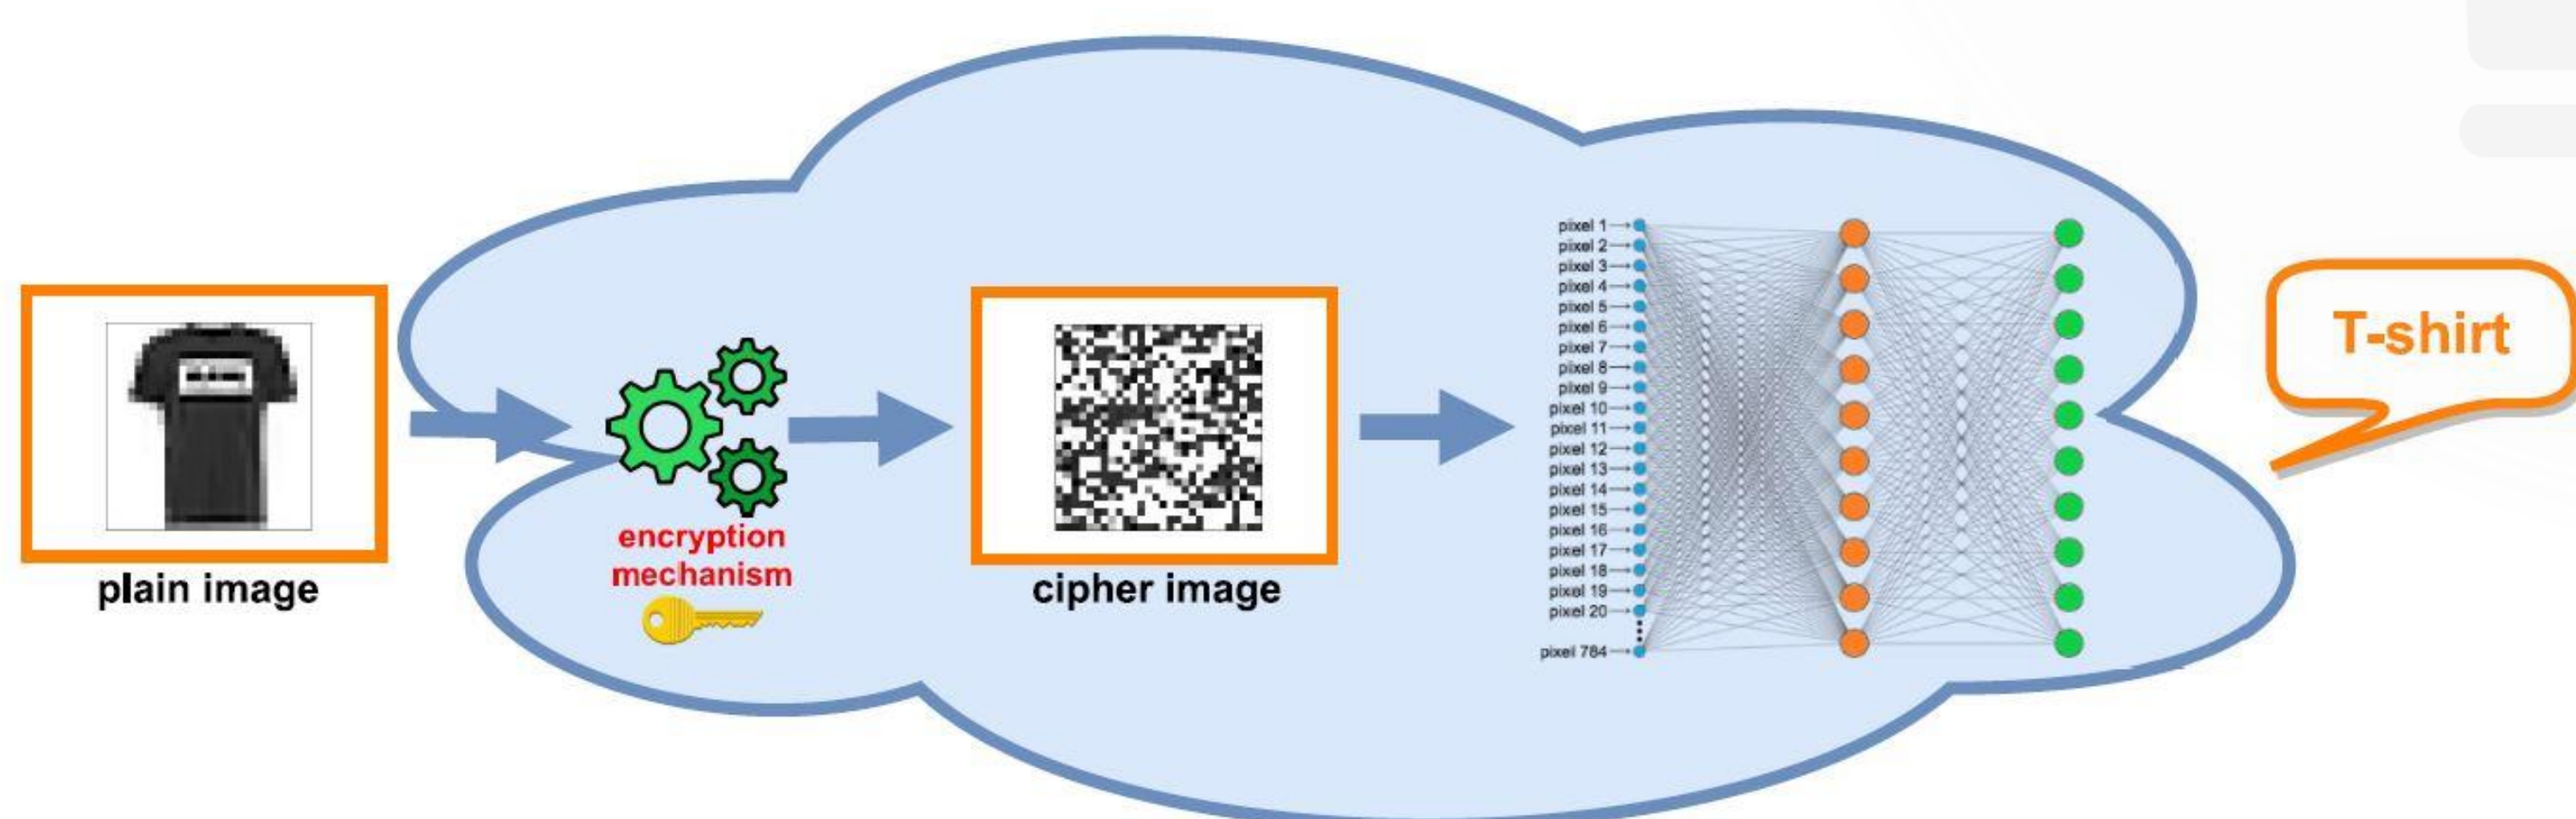 plain image
encryption
mechanism
cipher image
pixel 1
pixel 2
pixel 3
pixel 4
pixel 5
pixel 6
pixel 7
pixel 8
pixel 9
pixel 10
pixel 11
pixel 12
pixel 13
pixel 14
pixel 15
pixel 16
pixel 17
pixel 18
pixel 19
pixel 20
pixel 784
T-shirt